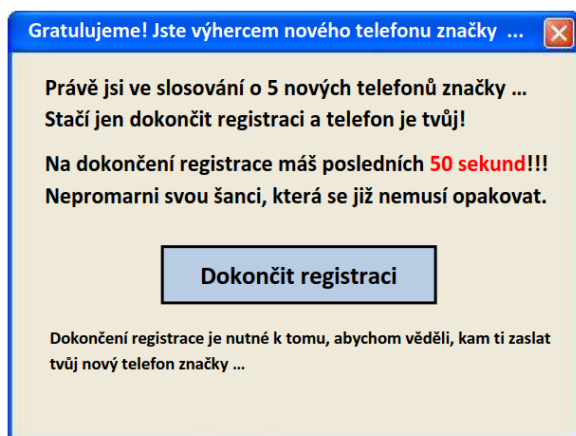 Gratulujeme! Jste výhercem nového telefonu značky ...
Právě jsi ve slosování o 5 nových telefonů značky ...
Stačí jen dokončit registraci a telefon je tvůj!
Na dokončení registrace máš posledních 50 sekund!!!
Nepromarni svou šanci, která se již nemusí opakovat.
Dokončit registraci
Dokončení registrace je nutné k tomu, abychom věděli, kam ti zaslat
tvůj nový telefon značky ...